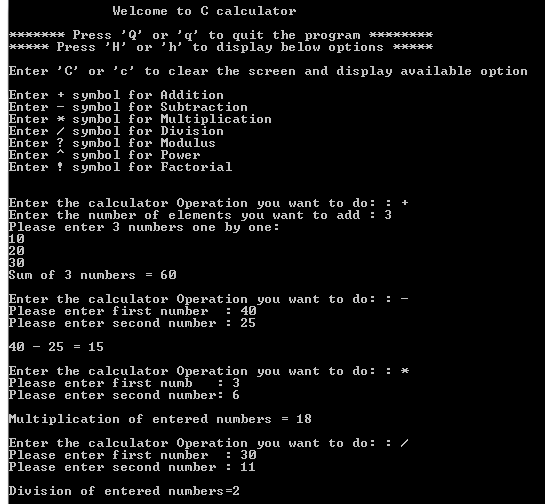 Welcome to C calculator
******* Press 'Q' or 'q' to quit the program ********
***** Press 'H' or 'h' to display below options *****
Enter 'C' or 'c' to clear the screen and display available option
Enter + symbol for Addition
Enter - symbol for Subtraction
Enter * symbol for Multiplication
Enter / symbol for Division
Enter ? symbol for Modulus
Enter ^ symbol for Power
Enter ! symbol for Factorial
Enter the calculator Operation you want to do: : +
Enter the number of elements you want to add : 3
Please enter 3 numbers one by one:
10
20
30
Sum of 3 numbers = 60
Enter the calculator Operation you want to do: : -
Please enter first number  : 40
Please enter second number : 25
40 - 25 = 15
Enter the calculator Operation you want to do: : *
Please enter first numb   : 3
Please enter second number: 6
Multiplication of entered numbers = 18
Enter the calculator Operation you want to do: : /
Please enter first number  : 30
Please enter second number : 11
Division of entered numbers=2